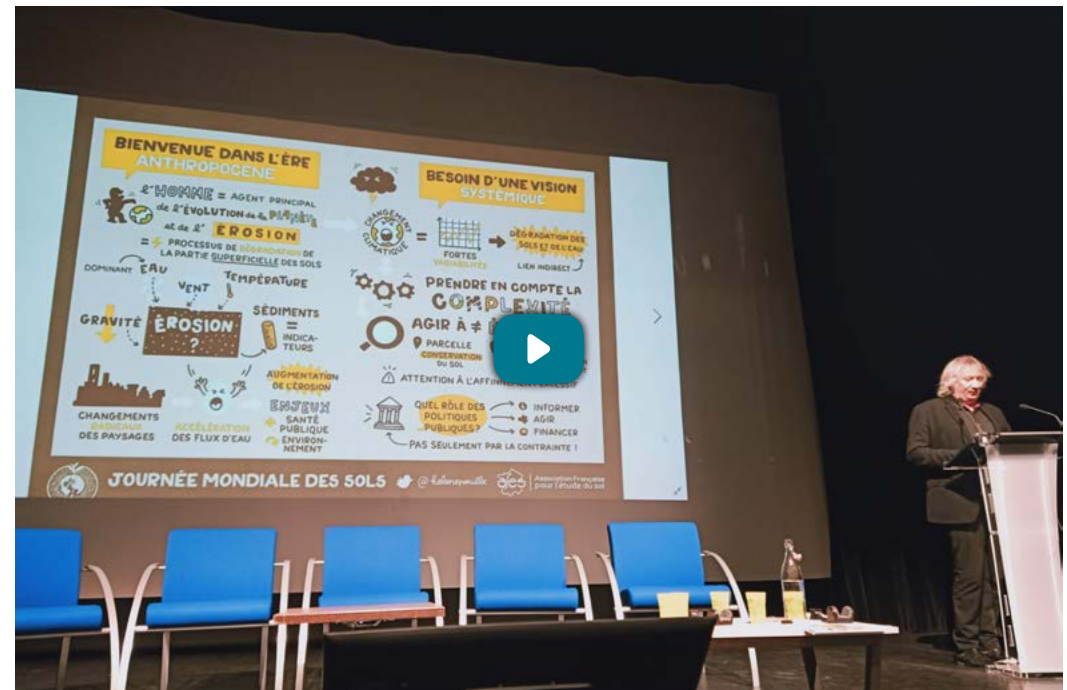 BIENVENUE DANS L'ÈRE
ANTHROPOCÈNE
L'HOMME = AGENT PRINCIPAL
de l'ÉVOLUTION de la PLANÈTE
et de l' ÉROSION
= PROCESSUS DE DÉGRADATION DE
LA PARTIE SUPERFICIELLE DES SOLS
DOMINANT EAU
VENT
TEMPÉRATURE
GRAVITÉ
ÉROSION
?
SÉDIMENTS
=
INDICA-
TEURS
AUGMENTATION
DE L'ÉROSION
CHANGEMENTS
RADICAUX
DES PAYSAGES
ACCÉLÉRATION
DES FLUX D'EAU
ENJEUX
SANTÉ
PUBLIQUE
ENVIRON-
NEMENT
BESOIN D'UNE VISION
SYSTÉMIQUE
CHANGEMENT
CLIMATIQUE
=
FORTES
VARIABILITÉS
DÉGRADATION DES
SOLS ET DE L'EAU
LIEN INDIRECT
PRENDRE EN COMPTE LA
COMPLEXITÉ
AGIR À ≠
PARCELLE
CONSERVATION
DU SOL
ATTENTION À
QUEL RÔLE DES
POLITIQUES
PUBLIQUES ?
INFORMER
AGIR
FINANCER
PAS SEULEMENT PAR LA CONTRAINTE !
JOURNÉE MONDIALE DES SOLS
afes
Association Française
pour l'étude du sol